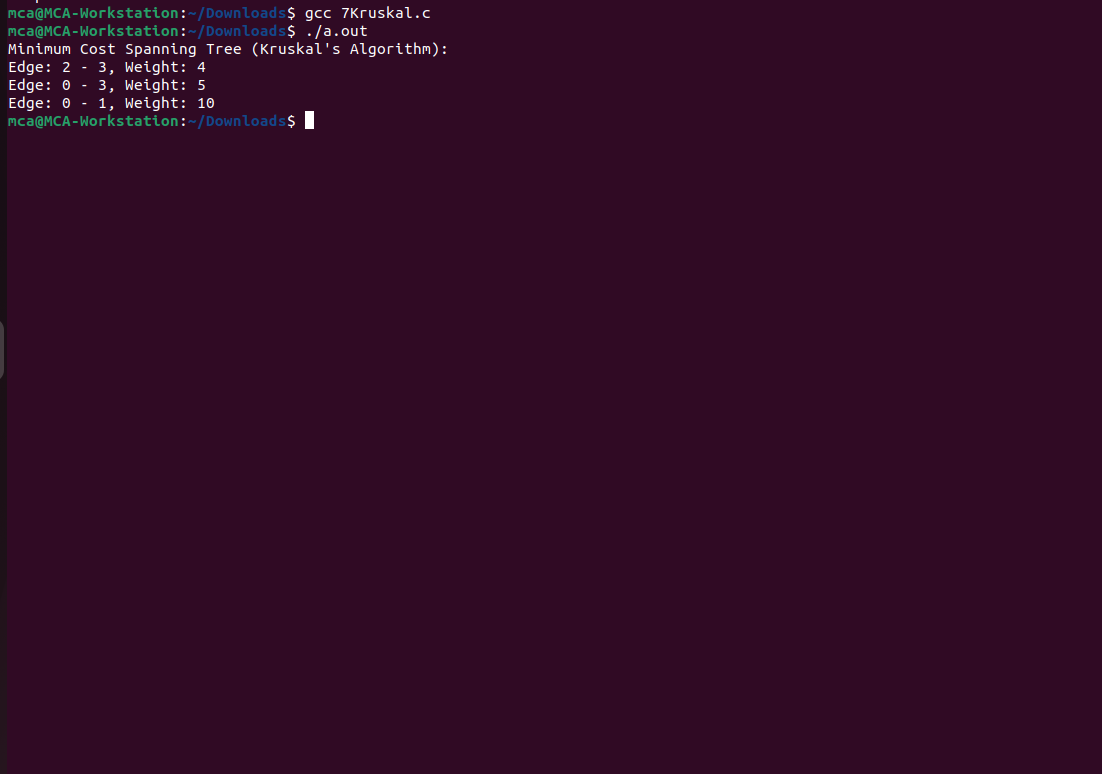 mca@MCA-Workstation:~/Downloads$ gcc 7Kruskal.c
mca@MCA-Workstation:~/Downloads$ ./a.out
Minimum Cost Spanning Tree (Kruskal's Algorithm):
Edge: 2 - 3, Weight: 4
Edge: 0 - 3, Weight: 5
Edge: 0 - 1, Weight: 10
mca@MCA-Workstation:~/Downloads$